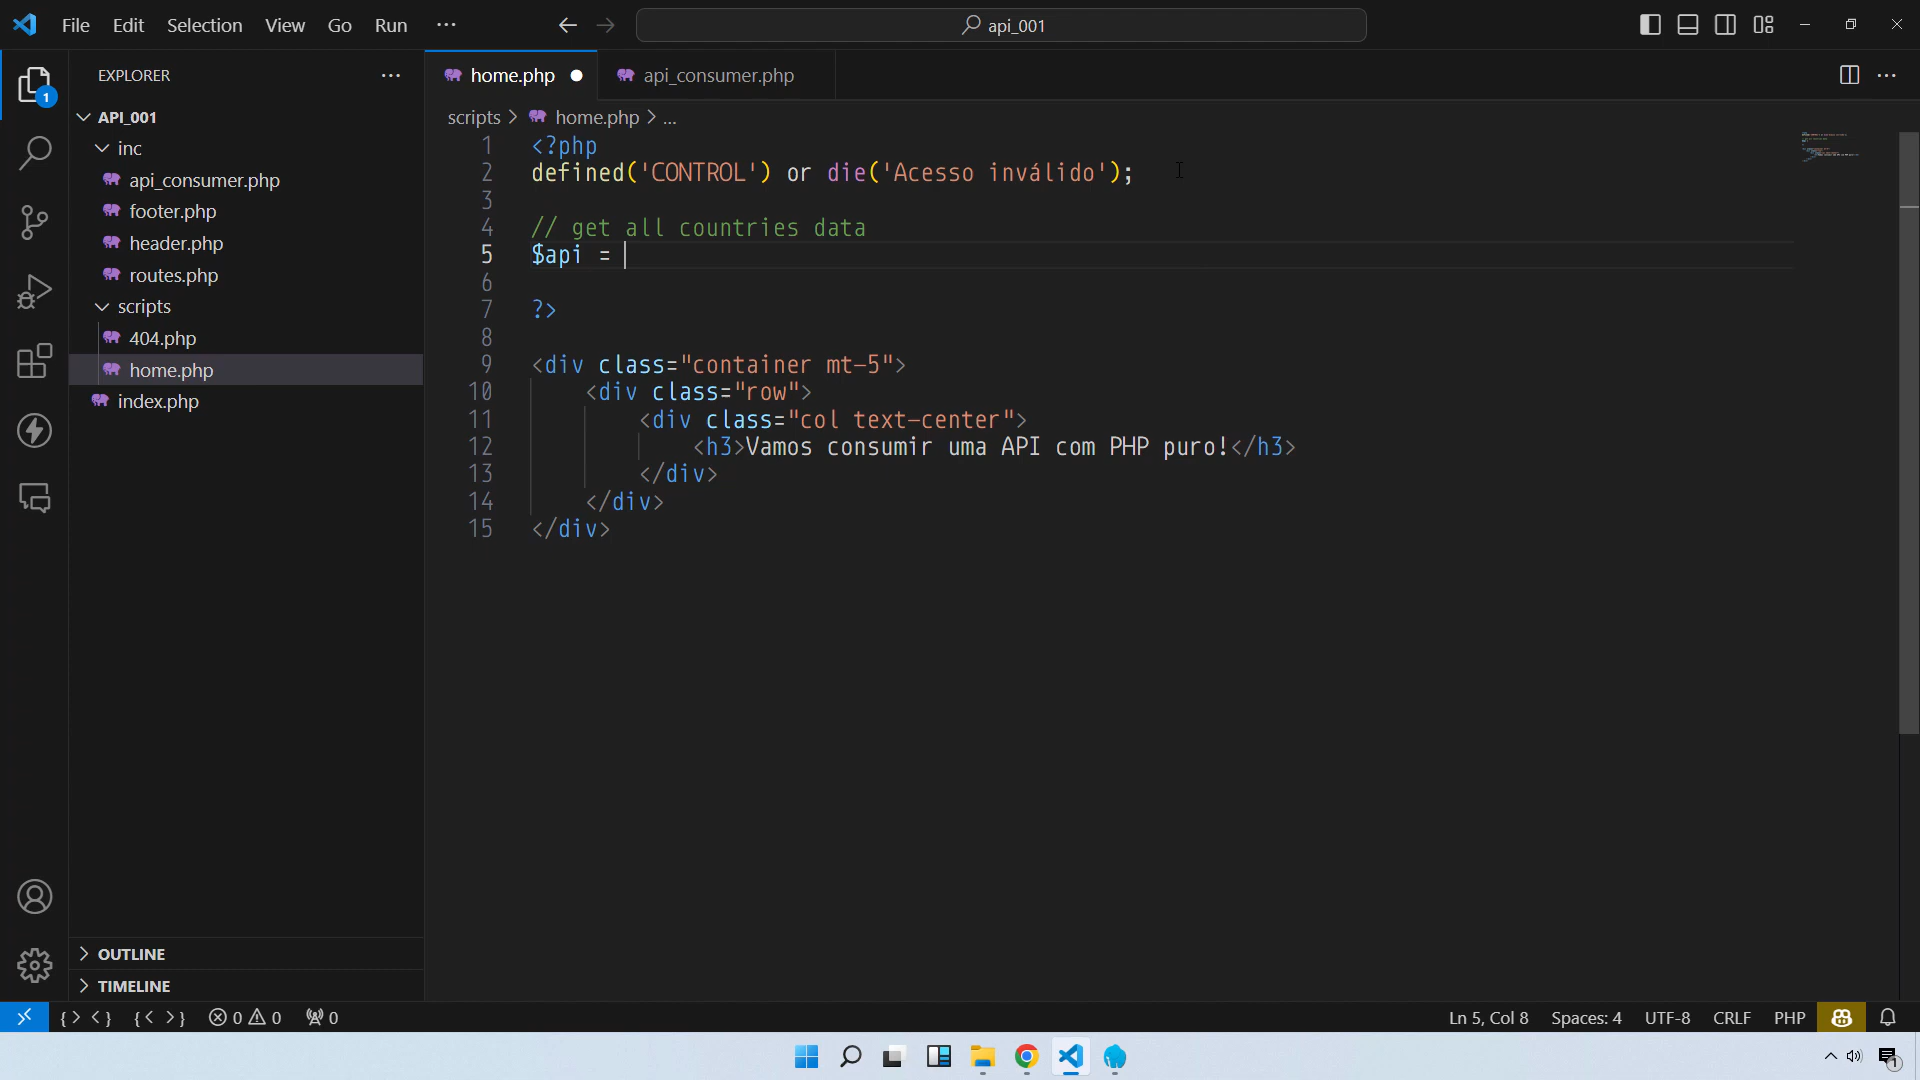 File Edit Selection View Go Run ···
api_001
EXPLORER ···
API_001
inc
api_consumer.php
footer.php
header.php
routes.php
scripts
404.php
home.php
index.php
OUTLINE
TIMELINE
home.php api_consumer.php
scripts > home.php > ...
1 <?php
2 defined('CONTROL') or die('Acesso inválido');
3
4 // get all countries data
5 $api =
6
7 ?>
8
9 <div class="container mt-5">
10 <div class="row">
11 <div class="col text-center">
12 <h3>Vamos consumir uma API com PHP puro!</h3>
13 </div>
14 </div>
15 </div>
1
0 0 0 Ln 5, Col 8 Spaces: 4 UTF-8 CRLF PHP
1